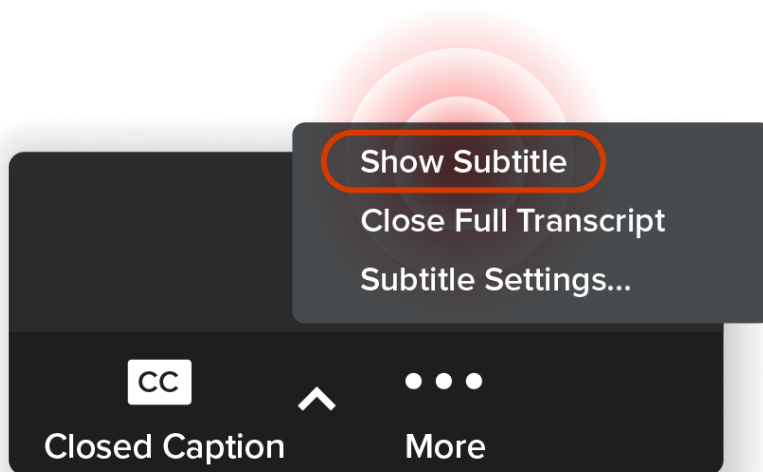 Show Subtitle
Close Full Transcript
Subtitle Settings...
CC
Closed Caption
More